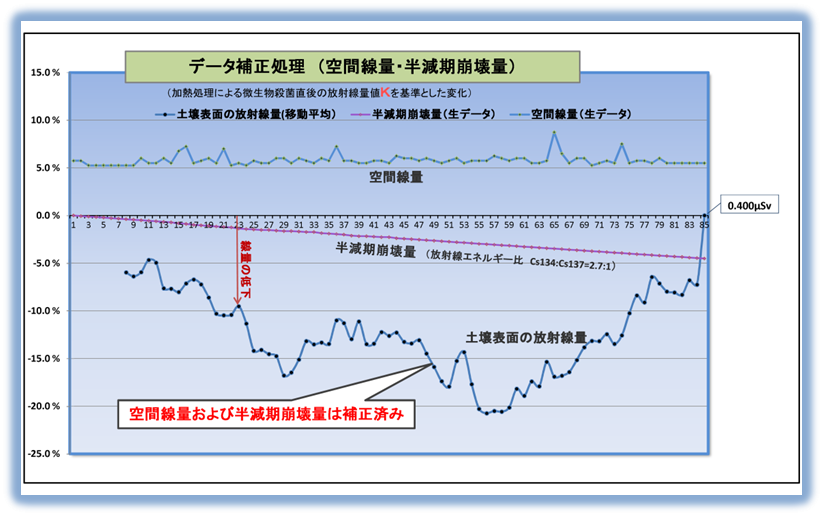 データ補正処理 (空間線量・半減期崩壊量)
(加熱処理による微生物殺菌直後の放射線量値Kを基準とした変化)
土壌表面の放射線量(移動平均) 半減期崩壊量(生データ) 空間線量(生データ)
15.0 %
10.0 %
5.0 %
0.0 %
-5.0 %
-10.0 %
-15.0 %
-20.0 %
-25.0 %
空間線量
0.400μSv
1 3 5 7 9 11 13 15 17 19 21 23 25 27 29 31 33 35 37 39 41 43 45 47 49 51 53 55 57 59 61 63 65 67 69 71 73 75 77 79 81 83 85
半減期崩壊量 (放射線エネルギー比 Cs134:Cs137=2.7:1)
線量の低下
土壌表面の放射線量
空間線量および半減期崩壊量は補正済み